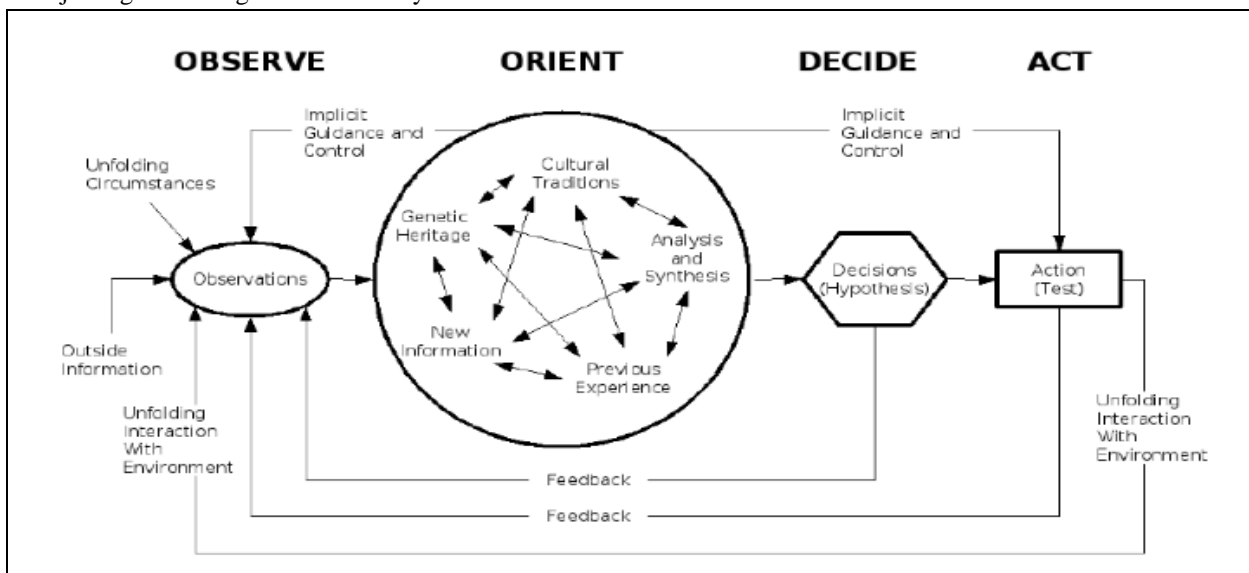 OBSERVE
ORIENT
DECIDE
ACT
Implicit
Guidance and
Control
Implicit
Guidance and
Control
Unfolding
Circumstances
Cultural
Traditions
Genetic
Heritage
Analysis
and
Synthesis
Observations
Decisions
(Hypothesis)
Action
(Test)
New
Information
Previous
Experience
Outside
Information
Unfolding
Interaction
With
Environment
Unfolding
Interaction
With
Environment
Feedback
Feedback